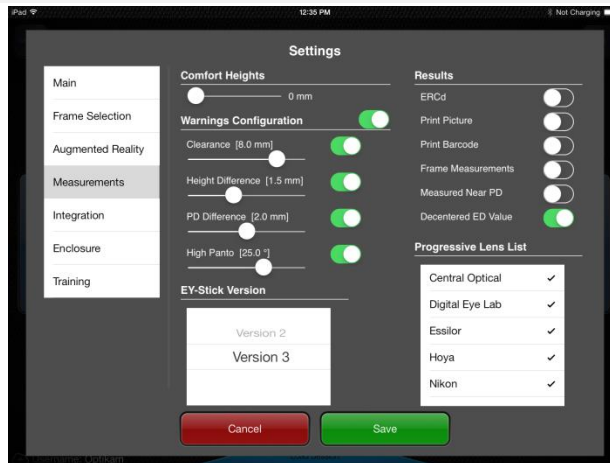 iPad
12:35 PM
Not Charging
Settings
Main
Frame Selection
Augmented Reality
Measurements
Integration
Enclosure
Training
Comfort Heights
0 mm
Warnings Configuration
Clearance [8.0 mm]
Height Difference [1.5 mm]
PD Difference [2.0 mm]
High Panto [25.0 °]
EY-Stick Version
Version 2
Version 3
Results
ERCd
Print Picture
Print Barcode
Frame Measurements
Measured Near PD
Decentered ED Value
Progressive Lens List
Central Optical
Digital Eye Lab
Essilor
Hoya
Nikon
Cancel
Save
Username: Optikam